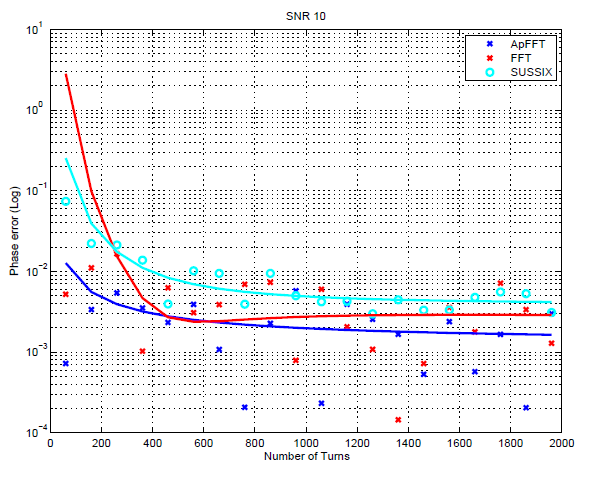 SNR 10
10^1
10^0
10^-1
10^-2
10^-3
10^-4
Phase error (Log)
ApFFT
FFT
SUSSIX
0 200 400 600 800 1000 1200 1400 1600 1800 2000
Number of Turns